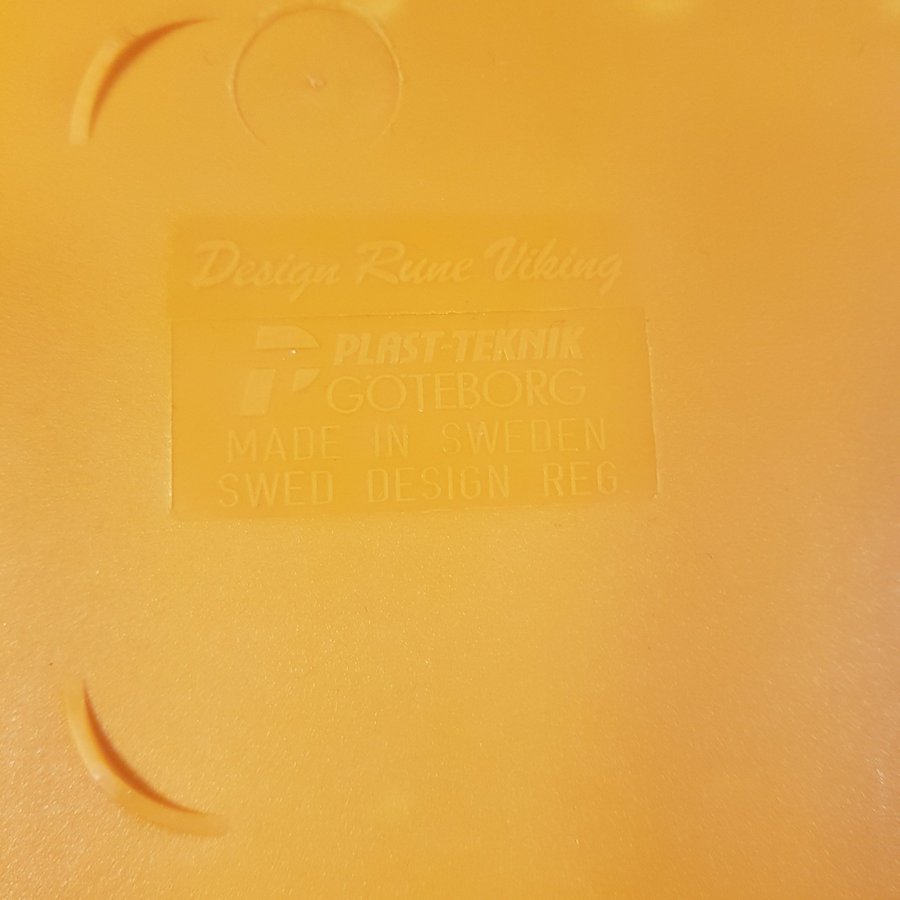 Design Rune Viking
PLAST-TEKNIK
GOTEBORG
MADE IN SWEDEN
SWED DESIGN REG.